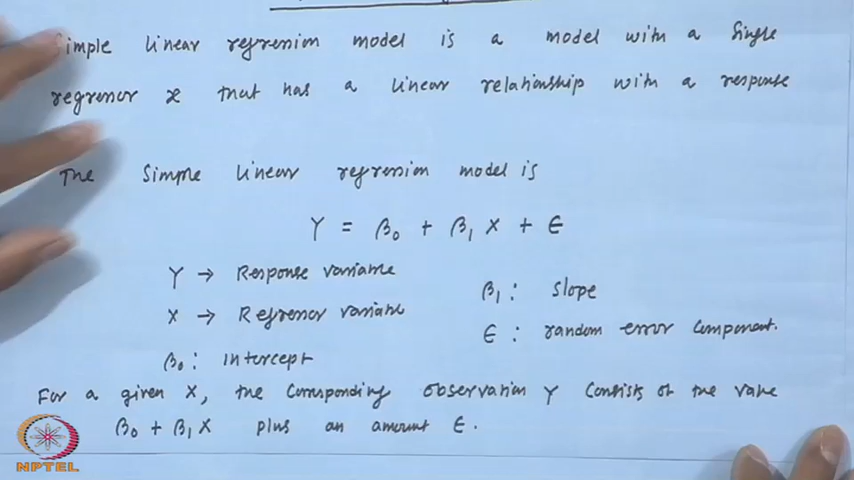 Simple linear regression model is a model with a single
regressor x that has a linear relationship with a response
The simple linear regression model is
Y = β₀ + β₁ X + ϵ
Y → Response variable
X → Regressor variable
β₀ : intercept
β₁ : slope
ϵ : random error component.
For a given X, the corresponding observation Y consists of the value
β₀ + β₁ X plus an amount ϵ.
NPTEL